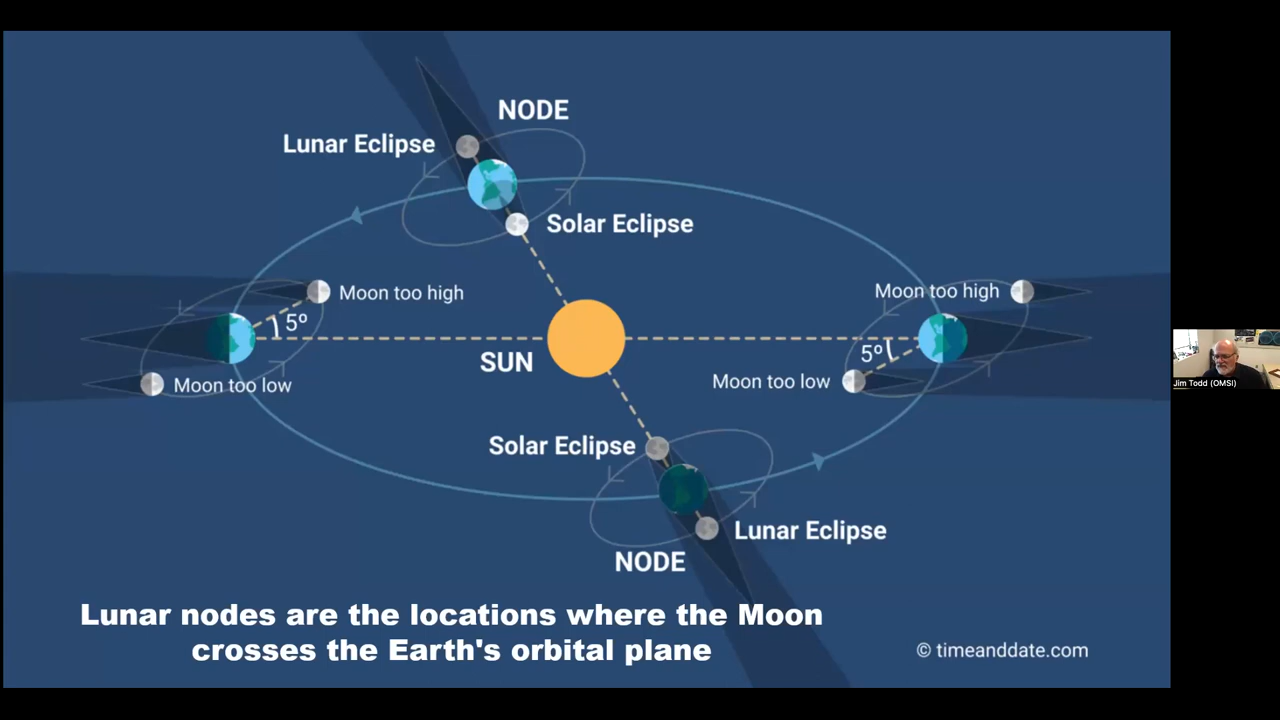 NODE
Lunar Eclipse
Solar Eclipse
Moon too high
5º
Moon too low
SUN
Moon too high
5º
Moon too low
Solar Eclipse
Lunar Eclipse
NODE
Lunar nodes are the locations where the Moon
crosses the Earth's orbital plane
© timeanddate.com
Jim Todd (OMSI)